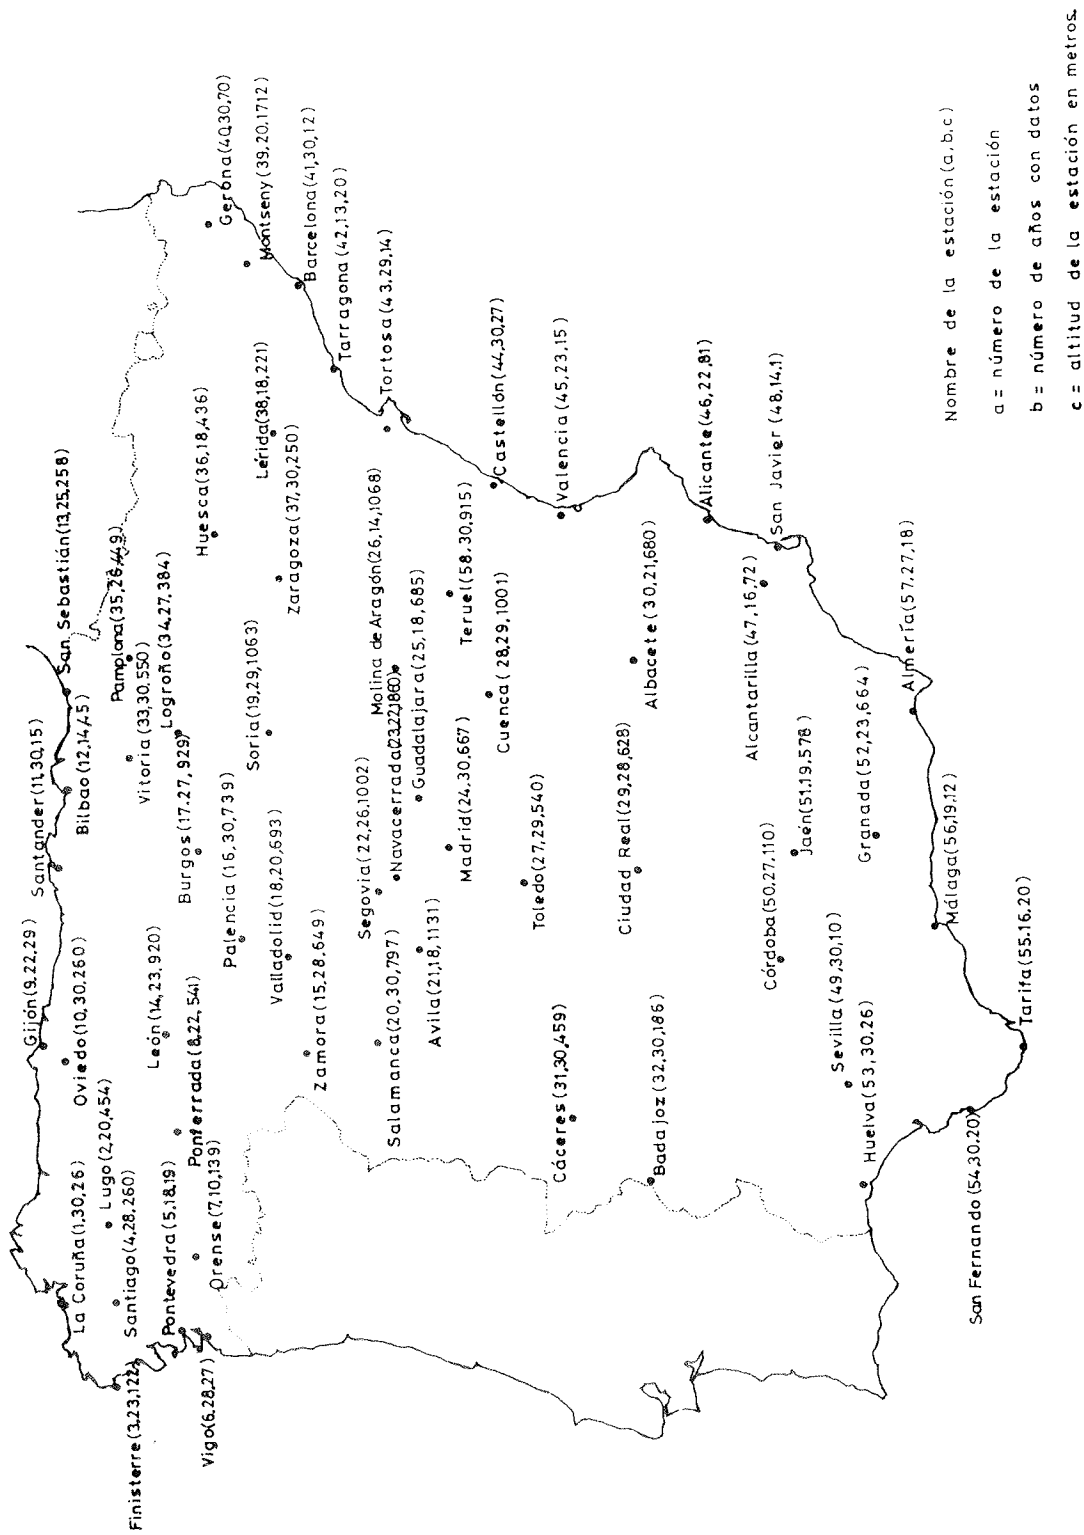 Finisterre (3,23,122)
La Coruña (1,30,26)
Lugo (2,20,454)
Santiago (4,28,260)
Pontevedra (5,18,19)
Vigo (6,28,27)
Orense (7,10,139)
Ponferrada (8,22,541)
Gijón (9,22,29)
Oviedo (10,30,260)
León (14,23,920)
Santander (11,30,15)
Bilbao (12,14,45)
San Sebastián (13,25,258)
Pamplona (35,26,449)
Vitoria (33,30,550)
Logroño (34,27,384)
Burgos (17,27,929)
Palencia (16,30,739)
Valladolid (18,20,693)
Soria (19,29,1063)
Zamora (15,28,649)
Huesca (36,18,436)
Lérida (38,18,221)
Zaragoza (37,30,250)
Gerona (40,30,70)
Montseny (39,20,1712)
Barcelona (41,30,12)
Tarragona (42,13,20)
Tortosa (43,29,14)
Salamanca (20,30,797)
Avila (21,18,1131)
Segovia (22,26,1002)
Navacerrada (23,22,1860)
Molina de Aragón (26,14,1068)
Guadalajara (25,18,685)
Madrid (24,30,667)
Teruel (58,30,915)
Cuenca (28,29,1001)
Castellón (44,30,27)
Valencia (45,23,15)
Toledo (27,29,540)
Cáceres (31,30,459)
Badajoz (32,30,186)
Ciudad Real (29,28,628)
Albacete (30,21,680)
Alicante (46,22,81)
San Javier (48,14,1)
Alcantarilla (47,16,72)
Córdoba (50,27,110)
Jaén (51,19,578)
Sevilla (49,30,10)
Huelva (53,30,26)
Granada (52,23,664)
Almería (57,27,18)
Málaga (56,19,12)
San Fernando (54,30,20)
Tarifa (55,16,20)
Nombre de la estación (a,b,c)
a = número de la estación
b = número de años con datos
c = altitud de la estación en metros.